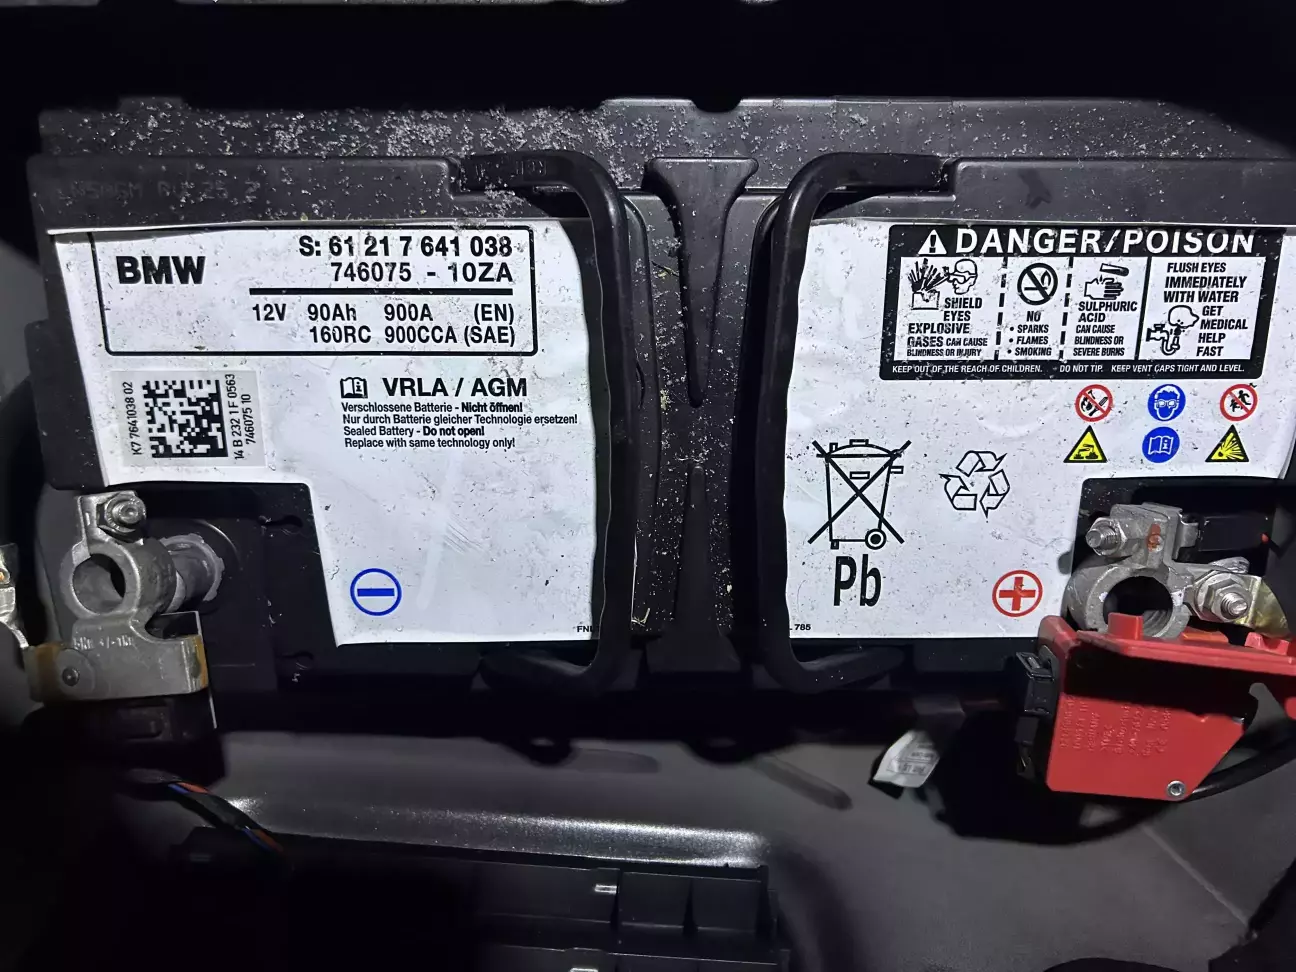 BMW
S: 61 21 7 641 038
746075 - 10ZA
12V 90Ah 900A (EN)
160RC 900CCA (SAE)
K7 7641038 02
14 B 232 1 F 0563
746075 10
VRLA / AGM
Verschlossene Batterie - Nicht öffnen!
Nur durch Batterie gleicher Technologie ersetzen!
Sealed Battery - Do not open!
Replace with same technology only!
DANGER/POISON
SHIELD
EYES
EXPLOSIVE
GASES CAN CAUSE
BLINDNESS OR INJURY
NO
• SPARKS
• FLAMES
• SMOKING
SULPHURIC
ACID
CAN CAUSE
BLINDNESS OR
SEVERE BURNS
FLUSH EYES
IMMEDIATELY
WITH WATER
GET
MEDICAL
HELP
FAST
KEEP OUT OF THE REACH OF CHILDREN. DO NOT TIP. KEEP VENT CAPS TIGHT AND LEVEL.
Pb
785